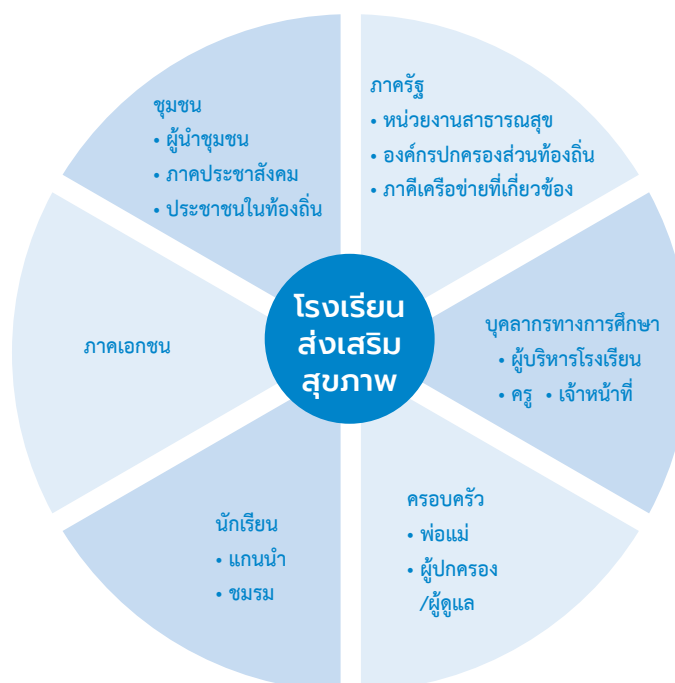 ชุมชน
• ผู้นำชุมชน
• ภาคประชาสังคม
• ประชาชนในท้องถิ่น
ภาครัฐ
• หน่วยงานสาธารณสุข
• องค์กรปกครองส่วนท้องถิ่น
• ภาคีเครือข่ายที่เกี่ยวข้อง
โรงเรียน
ส่งเสริม
สุขภาพ
ภาคเอกชน
บุคลากรทางการศึกษา
• ผู้บริหารโรงเรียน
• ครู • เจ้าหน้าที่
นักเรียน
• แกนนำ
• ชมรม
ครอบครัว
• พ่อแม่
• ผู้ปกครอง
/ผู้ดูแล